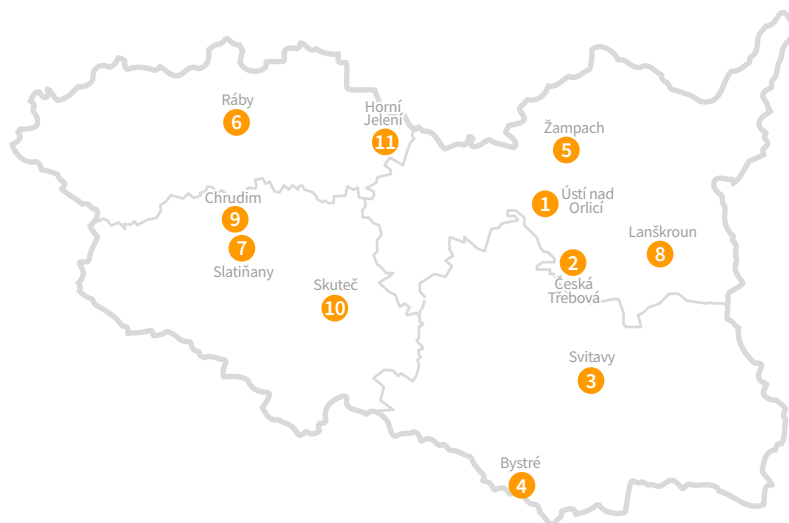 Ráby
6
Horní
Jelení
11
Žampach
5
Chrudim
9
1
Ústí nad
Orlicí
7
Slatiňany
Lanškroun
8
2
Česká
Třebová
Skuteč
10
Svitavy
3
Bystré
4